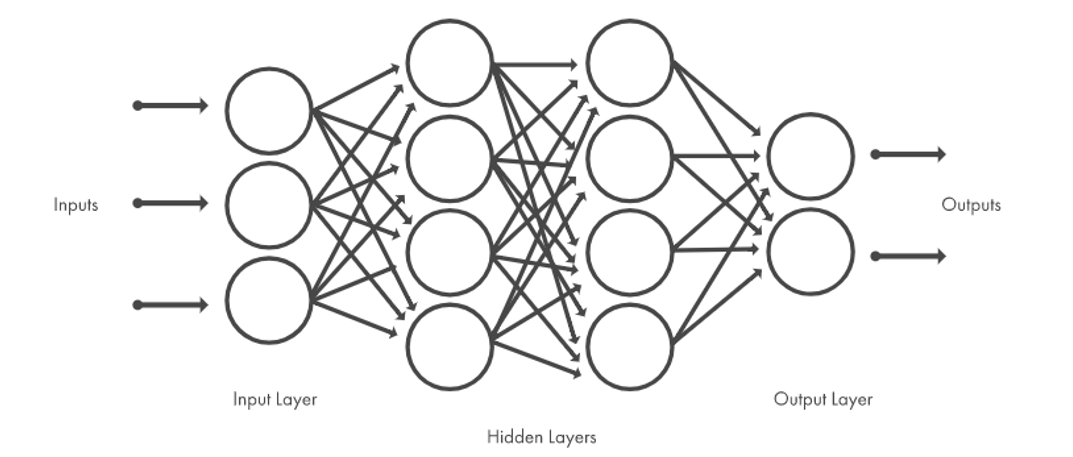 Inputs
Outputs
Input Layer
Output Layer
Hidden Layers